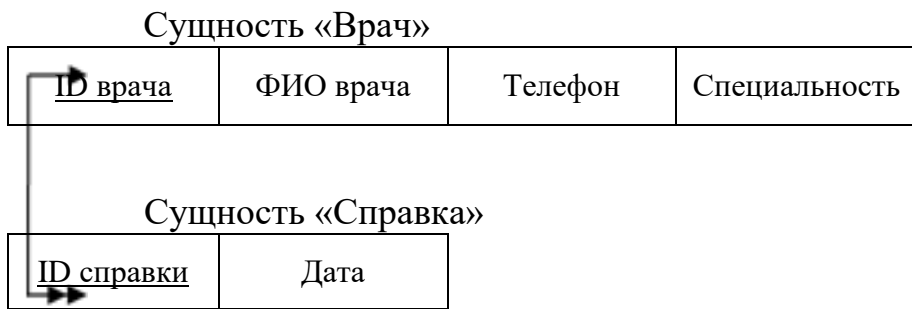 Сущность «Врач»
ID врача ФИО врача Телефон Специальность
Сущность «Справка»
ID справки Дата